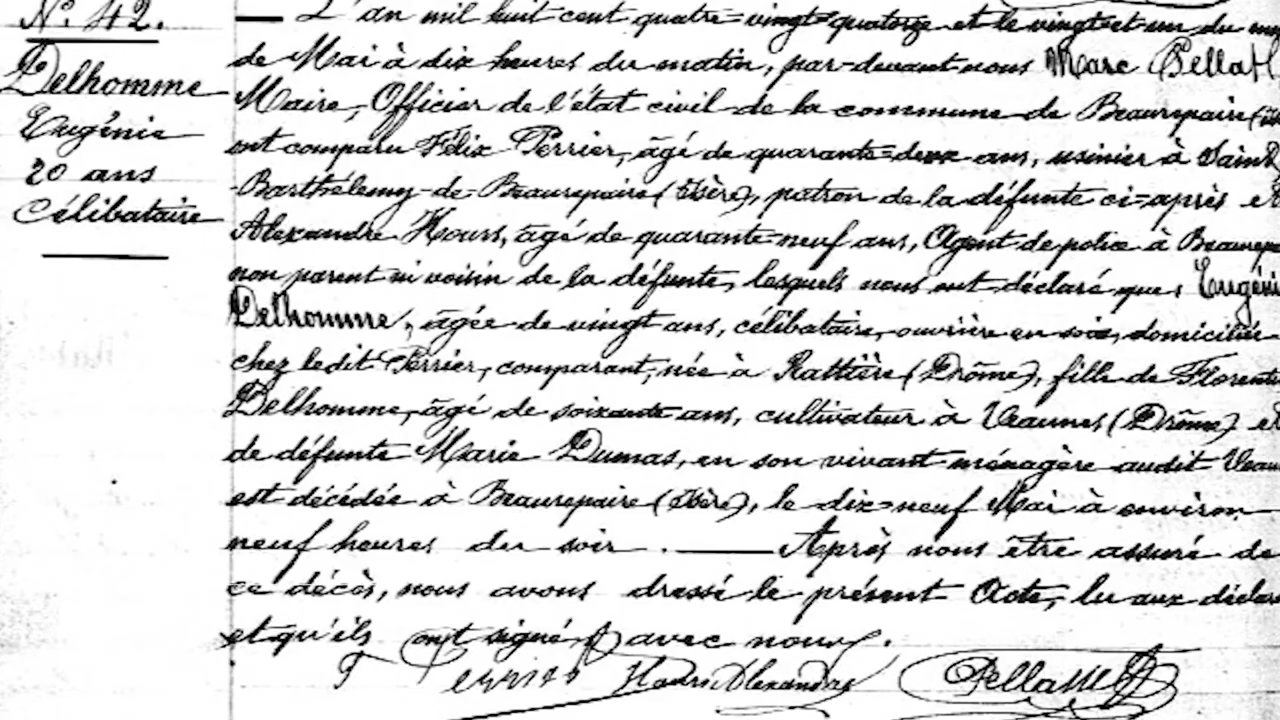 N° 42.
Delhomme
Eugénie
20 ans
Célibataire
L'an mil huit cent quatre-vingt-quatorze et le vingt-et-un du
de Mai à dix heures du matin, par-devant nous Marc Pellat
Maire, Officier de l'état civil de la commune de Beaurepaire
ont comparu Félix Perrier, âgé de quarante-deux ans, usinier à Saint
-Barthélemy-de-Beaurepaire (Isère), patron de la défunte ci-après et
Alexandre Hours, âgé de quarante-neuf ans, Agent de police à Beaurepa
non parent ni voisin de la défunte, lesquels nous ont déclaré que Eugéni
Delhomme, âgée de vingt ans, célibataire, ouvrière en soie, domiciliée
chez ledit Perrier, comparant, née à Rattière (Drôme), fille de Florent
Delhomme, âgé de soixante ans, cultivateur à Veaunes (Drôme) et
de défunte Marie Dumas, en son vivant ménagère audit Veau
est décédée à Beaurepaire (Isère), le dix-neuf Mai à environ
neuf heures du soir. Après nous être assuré de
ce décès, nous avons dressé le présent Acte, lu aux déclar
et qu'ils ont signé avec nous.
Perrier Hours Alexandre